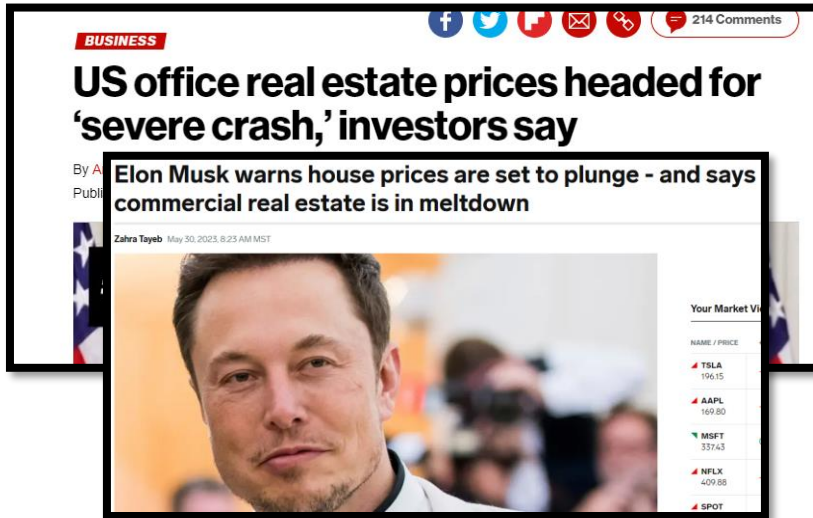 214 Comments
BUSINESS
US office real estate prices headed for
‘severe crash,’ investors say
By
Elon Musk warns house prices are set to plunge - and says
commercial real estate is in meltdown
Zahra Tayeb May 30, 2023, 8:23 AM MST
Your Market
NAME / PRICE
TSLA
196.15
AAPL
169.80
MSFT
337.43
NFLX
409.88
SPOT